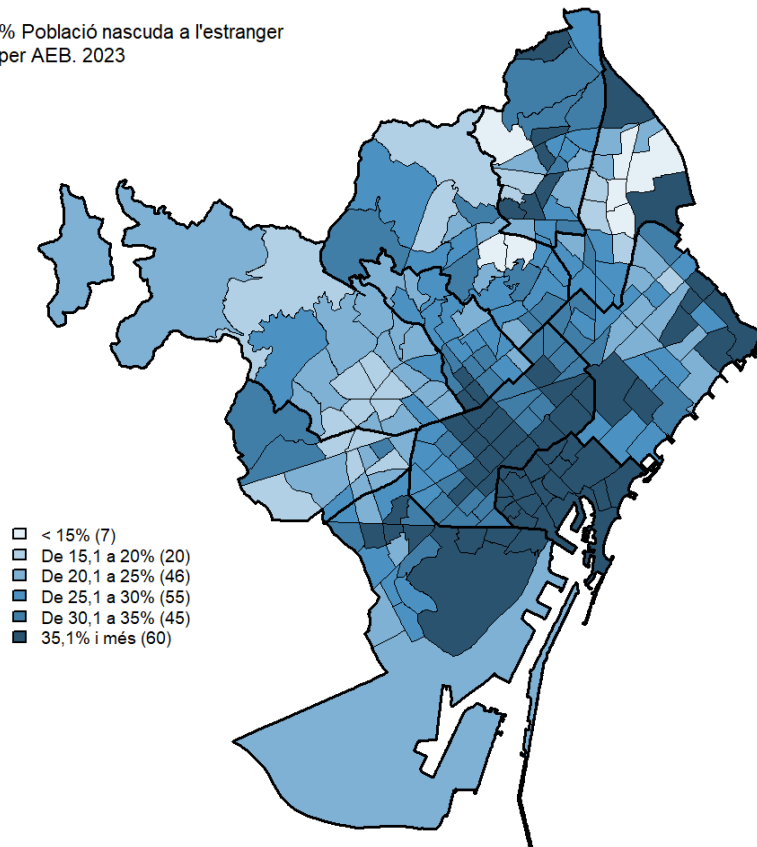 % Població nascuda a l'estranger
per AEB. 2023
< 15% (7)
De 15,1 a 20% (20)
De 20,1 a 25% (46)
De 25,1 a 30% (55)
De 30,1 a 35% (45)
35,1% i més (60)